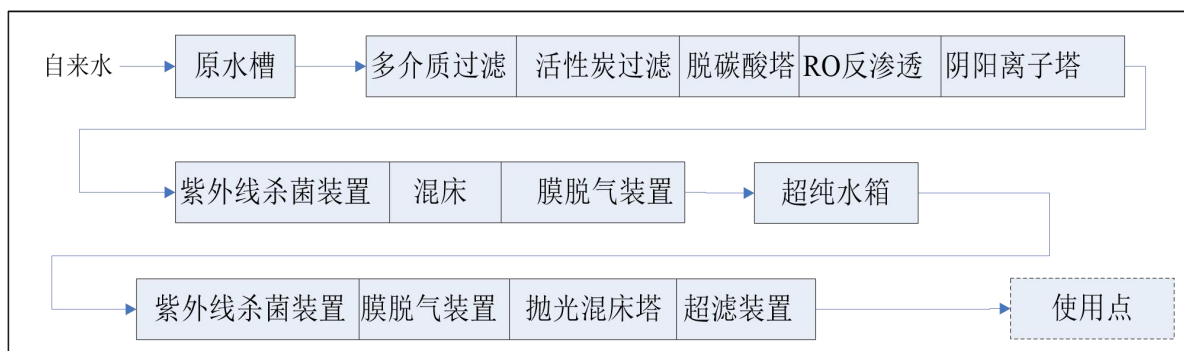 自来水 原水槽 多介质过滤 活性炭过滤 脱碳酸塔 RO反渗透 阴阳离子塔
紫外线杀菌装置 混床 膜脱气装置 超纯水箱
紫外线杀菌装置 膜脱气装置 抛光混床塔 超滤装置 使用点